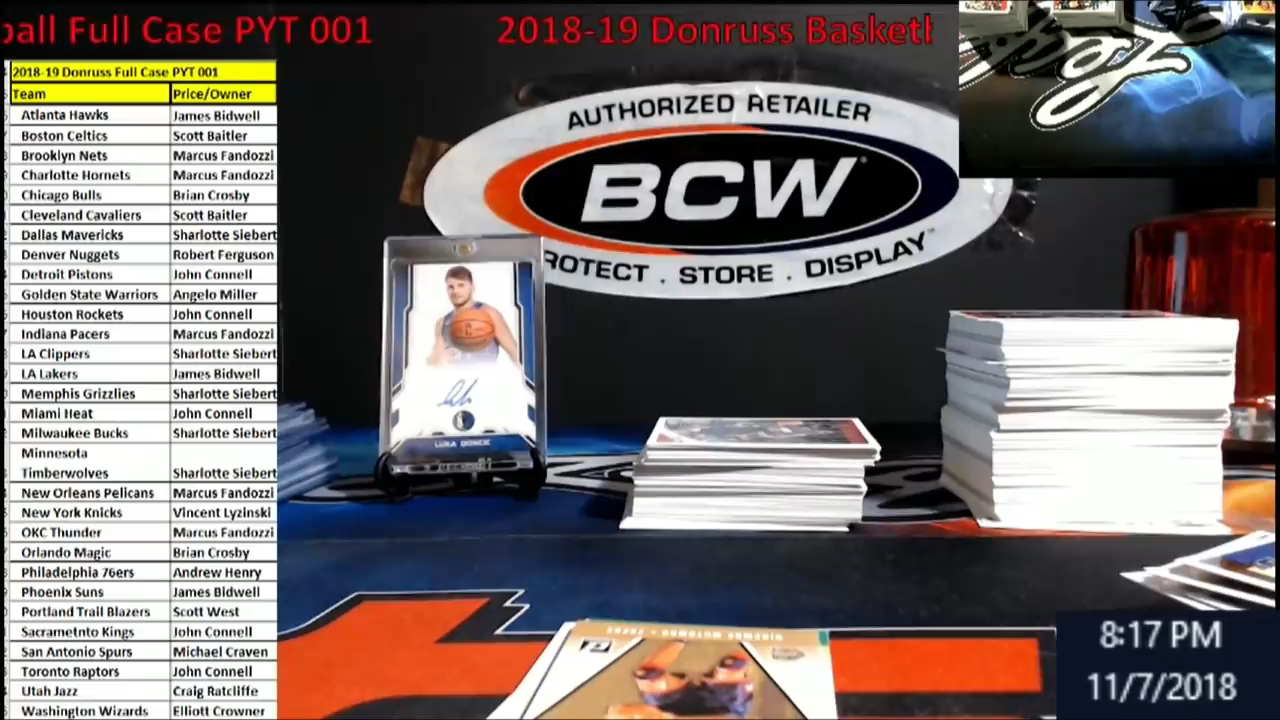 ball Full Case PYT 001 2018-19 Donruss Basketl
2018-19 Donruss Full Case PYT 001
Team Price/Owner
Atlanta Hawks James Bidwell
Boston Celtics Scott Baitler
Brooklyn Nets Marcus Fandozzi
Charlotte Hornets Marcus Fandozzi
Chicago Bulls Brian Crosby
Cleveland Cavaliers Scott Baitler
Dallas Mavericks Sharlotte Siebert
Denver Nuggets Robert Ferguson
Detroit Pistons John Connell
Golden State Warriors Angelo Miller
Houston Rockets John Connell
Indiana Pacers Marcus Fandozzi
LA Clippers Sharlotte Siebert
LA Lakers James Bidwell
Memphis Grizzlies Sharlotte Siebert
Miami Heat John Connell
Milwaukee Bucks Sharlotte Siebert
Minnesota
Timberwolves Sharlotte Siebert
New Orleans Pelicans Marcus Fandozzi
New York Knicks Vincent Lyzinski
OKC Thunder Marcus Fandozzi
Orlando Magic Brian Crosby
Philadelphia 76ers Andrew Henry
Phoenix Suns James Bidwell
Portland Trail Blazers Scott West
Sacrametnto Kings John Connell
San Antonio Spurs Michael Craven
Toronto Raptors John Connell
Utah Jazz Craig Ratcliffe
Washington Wizards Elliott Crowner
AUTHORIZED RETAILER
BCW
ROTECT . STORE . DISPLAY
LUKA DONCIC
8:17 PM
11/7/2018